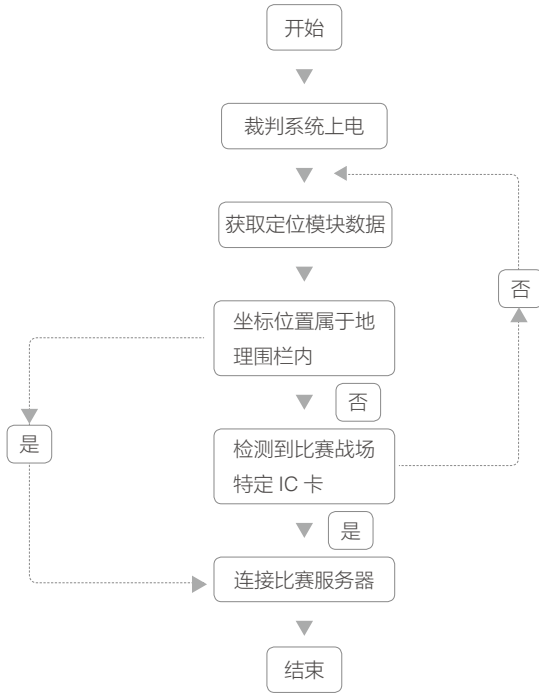 开始
裁判系统上电
获取定位模块数据
否
坐标位置属于地
理围栏内
否
是
检测到比赛战场
特定 IC 卡
是
连接比赛服务器
结束